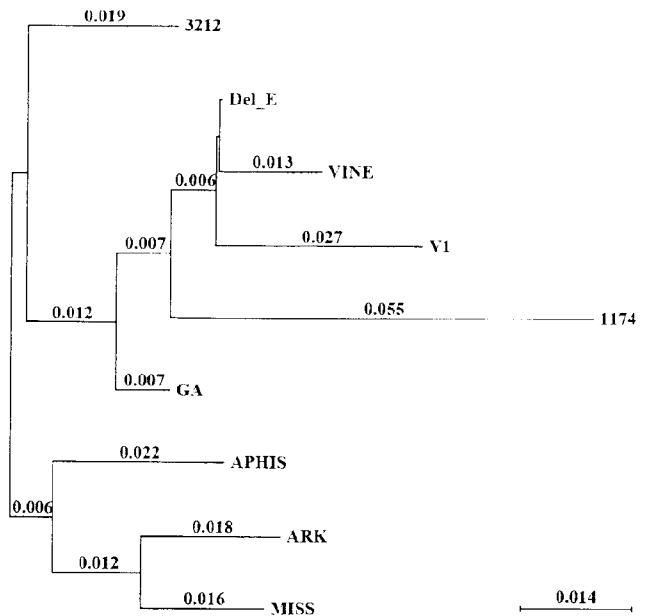 0.019 3212
Del_E
0.013 VINE
0.006
0.027 V1
0.007
0.055 1174
0.012
0.007 GA
0.022 APHIS
0.006
0.018 ARK
0.012
0.016 MISS
0.014